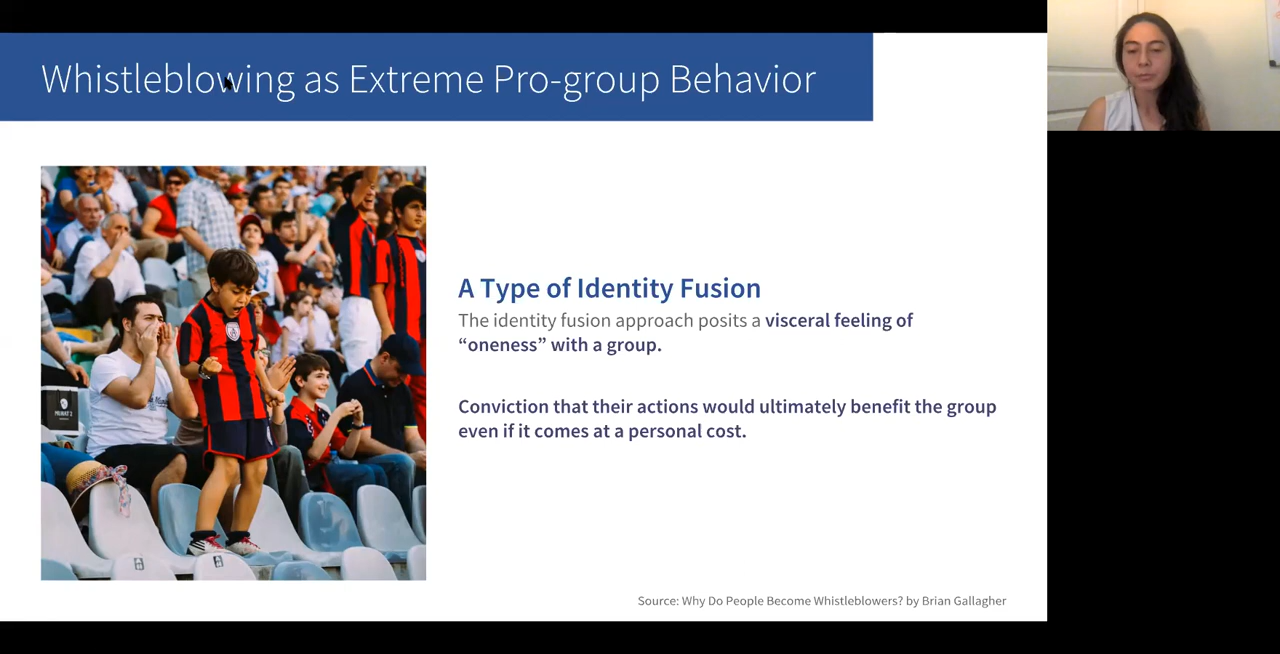 Whistleblowing as Extreme Pro-group Behavior
A Type of Identity Fusion
The identity fusion approach posits a visceral feeling of
“oneness” with a group.
Conviction that their actions would ultimately benefit the group
even if it comes at a personal cost.
Source: Why Do People Become Whistleblowers? by Brian Gallagher